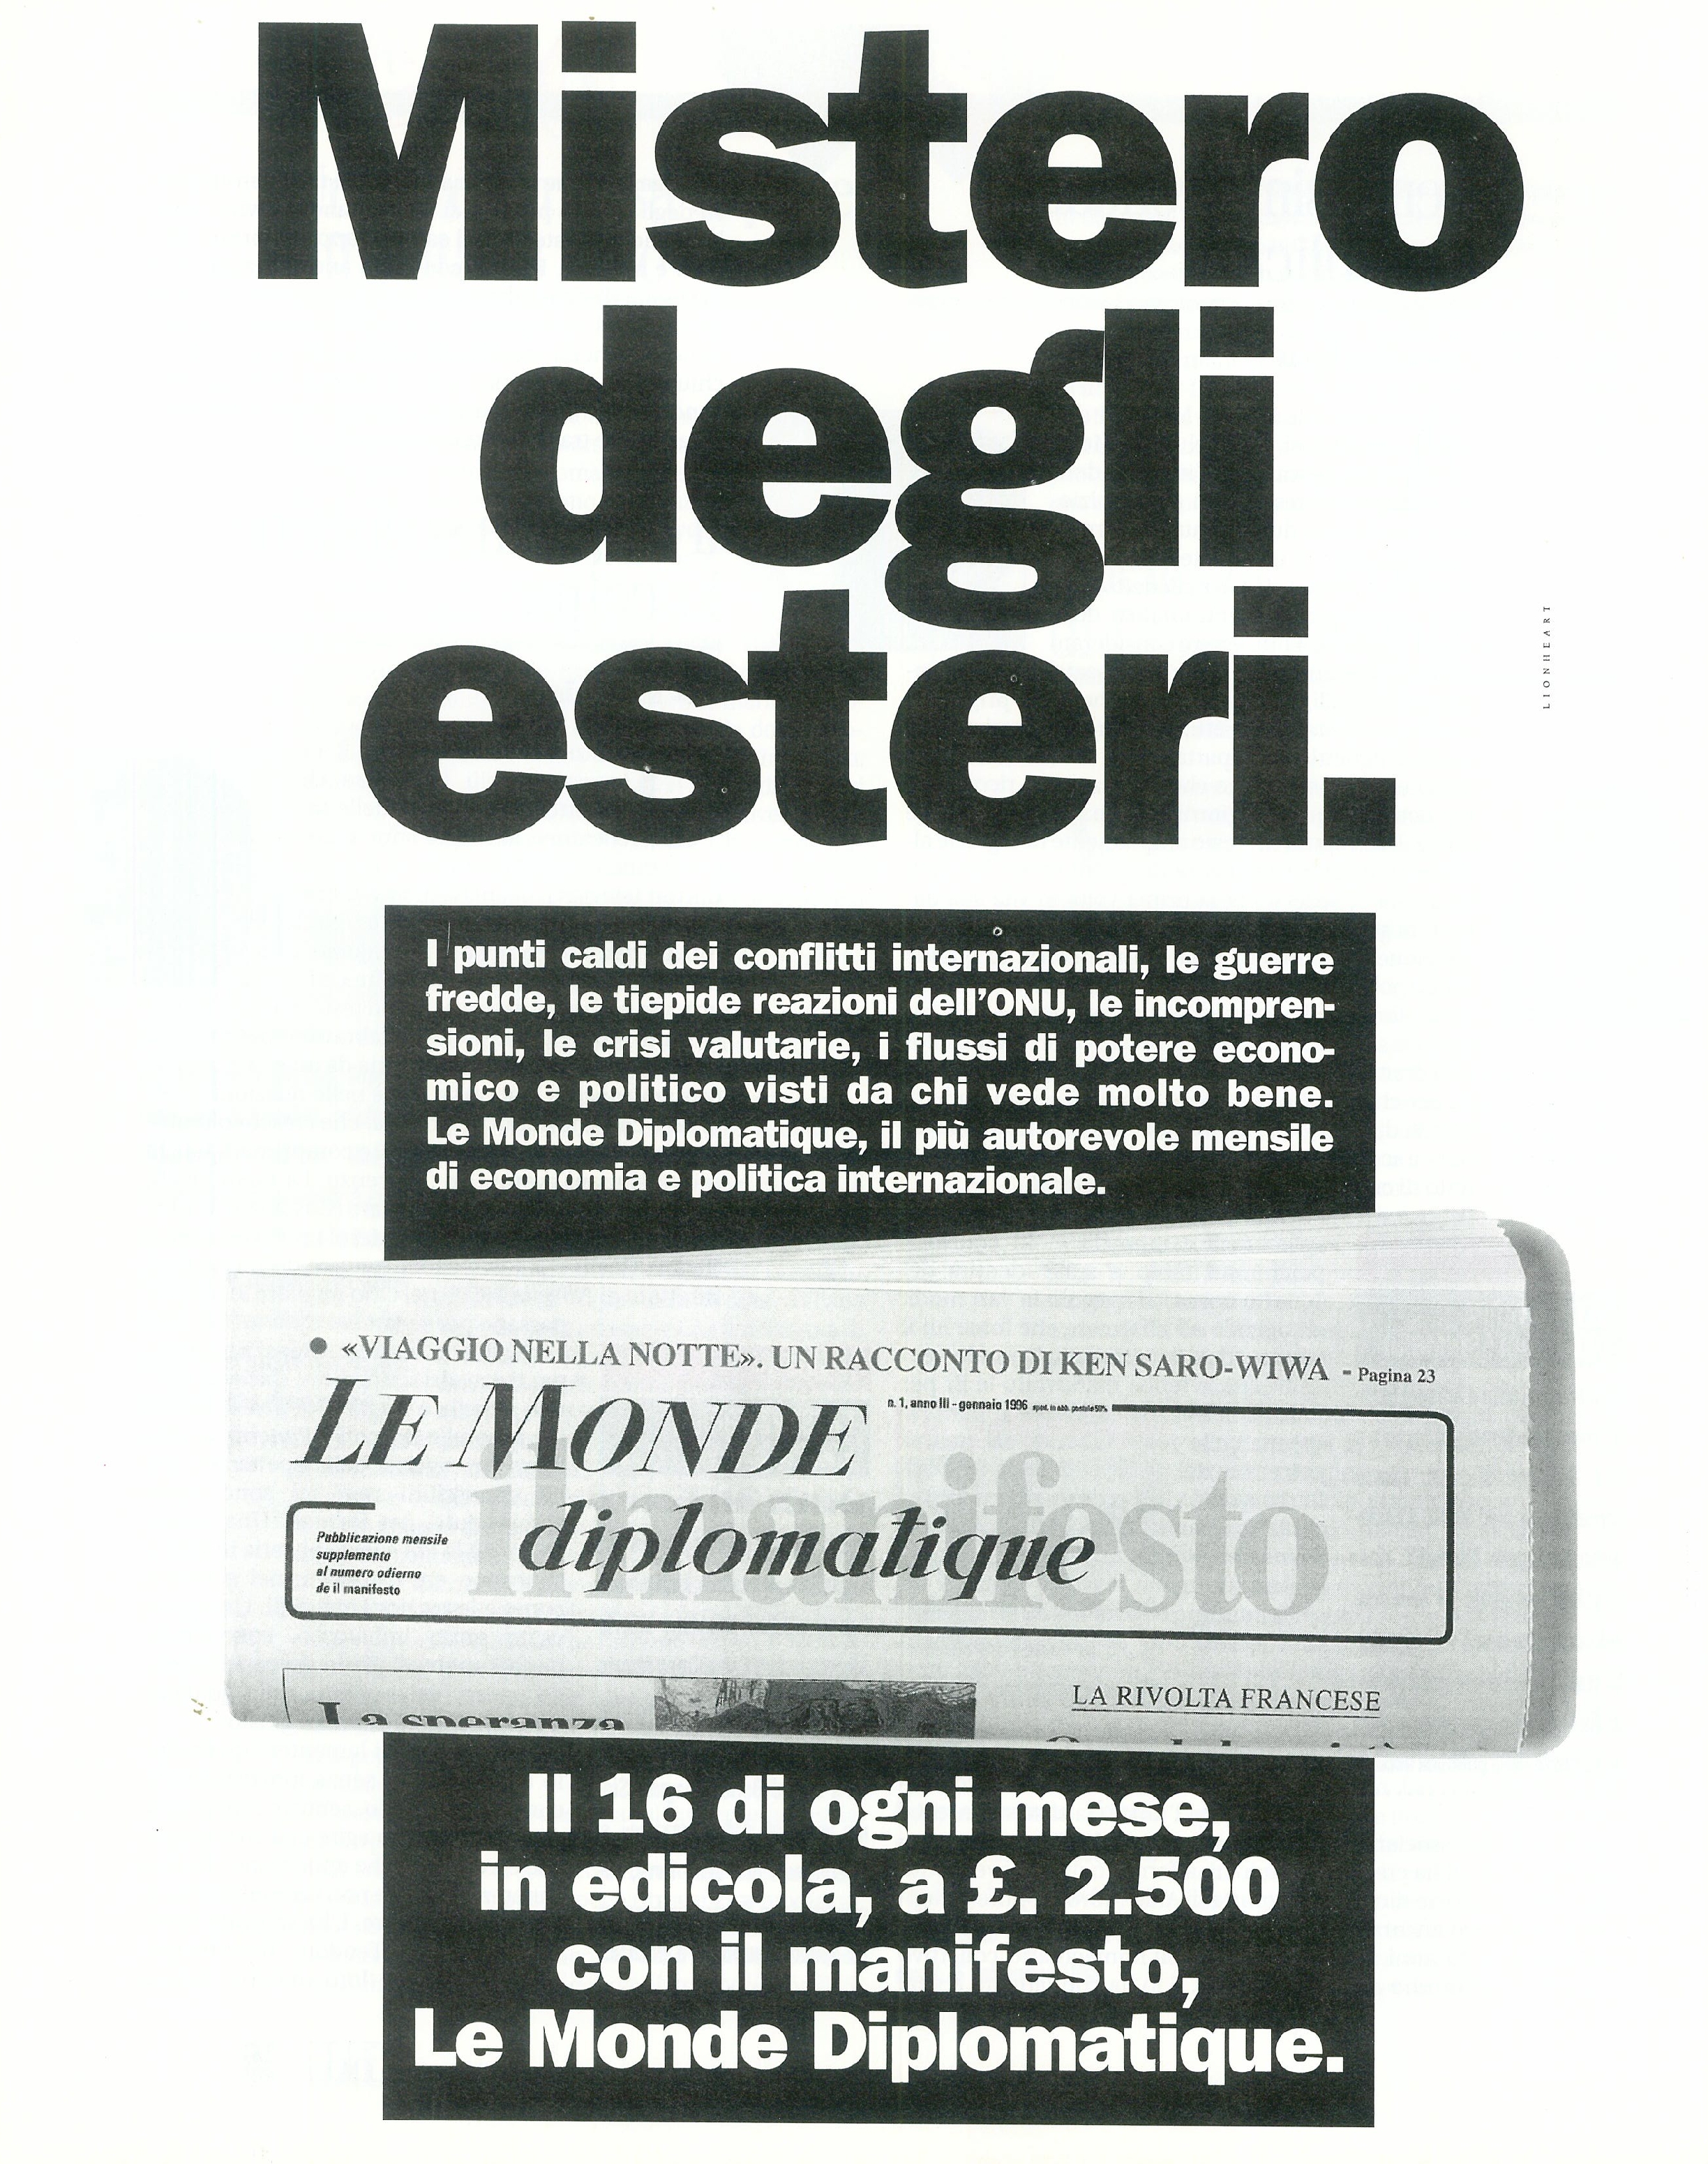 Mistero
degli
esteri.
LIONHEART
I punti caldi dei conflitti internazionali, le guerre
fredde, le tiepide reazioni dell'ONU, le incompren-
sioni, le crisi valutarie, i flussi di potere econo-
mico e politico visti da chi vede molto bene.
Le Monde Diplomatique, il più autorevole mensile
di economia e politica internazionale.
• «VIAGGIO NELLA NOTTE». UN RACCONTO DI KEN SARO-WIWA - Pagina 23
LE MONDE
n. 1, anno III - gennaio 1996 sped. in abb. postale 50%
il manifesto
diplomatique
Pubblicazione mensile
supplemento
al numero odierno
de il manifesto
La speranza
LA RIVOLTA FRANCESE
Il 16 di ogni mese,
in edicola, a £. 2.500
con il manifesto,
Le Monde Diplomatique.